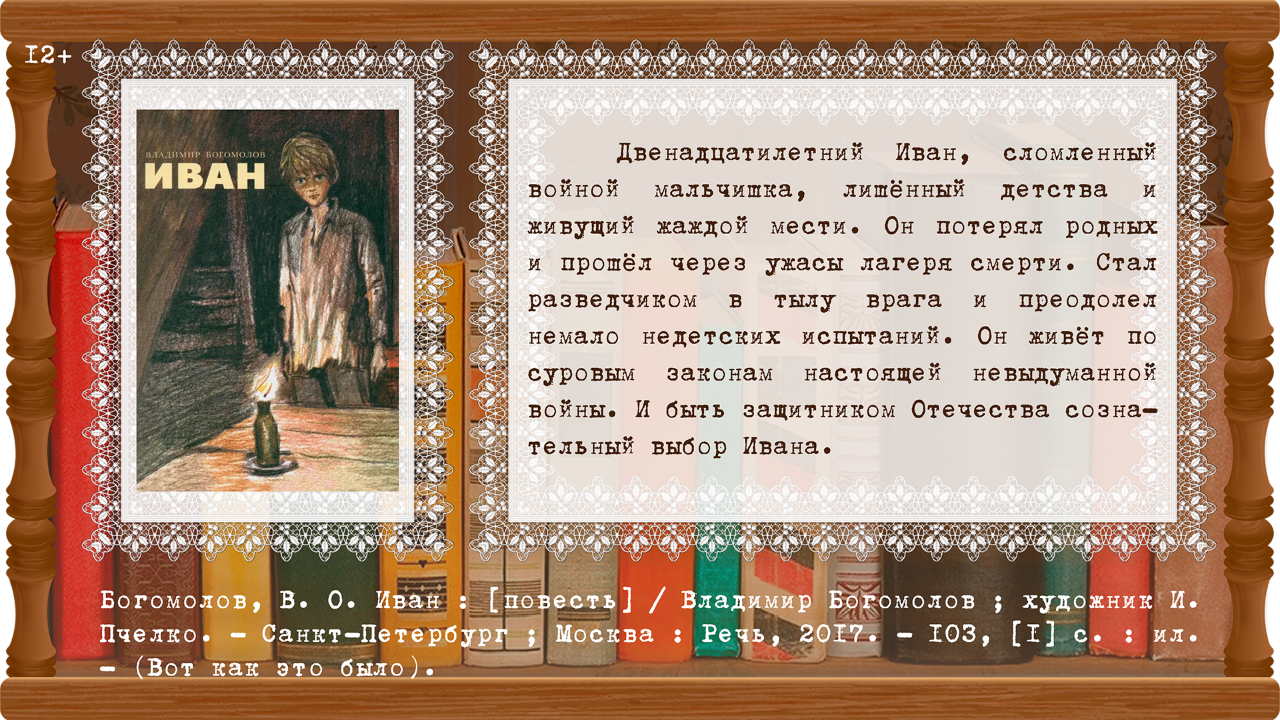 12+
ВЛАДИМИР БОГОМОЛОВ
ИВАН
Двенадцатилетний Иван, сломленный
войной мальчишка, лишённый детства и
живущий жаждой мести. Он потерял родных
и прошёл через ужасы лагеря смерти. Стал
разведчиком в тылу врага и преодолел
немало недетских испытаний. Он живёт по
суровым законам настоящей невыдуманной
войны. И быть защитником Отечества созна-
тельный выбор Ивана.
Богомолов, В. О. Иван : [повесть] / Владимир Богомолов ; художник И.
Пчелко. – Санкт-Петербург ; Москва : Речь, 2017. – 103, [1] с. : ил.
– (Вот как это было).